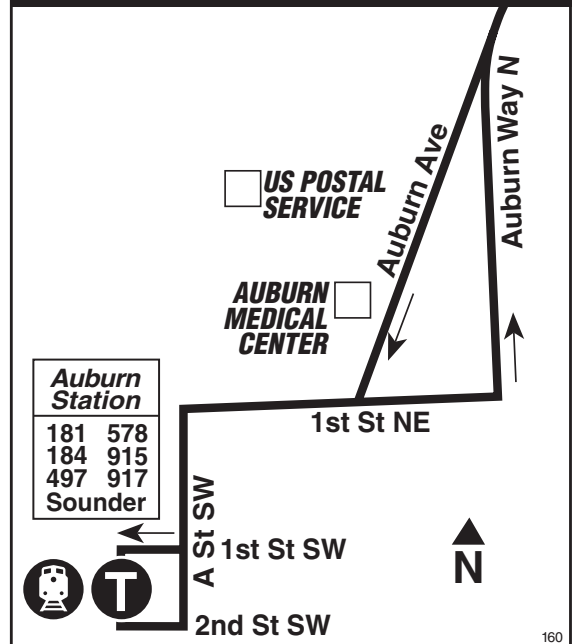 Auburn Ave
Auburn Way N
US POSTAL
SERVICE
AUBURN
MEDICAL
CENTER
Auburn
Station
181 578
184 915
497 917
Sounder
1st St NE
A St SW
1st St SW
T
N
2nd St SW
160